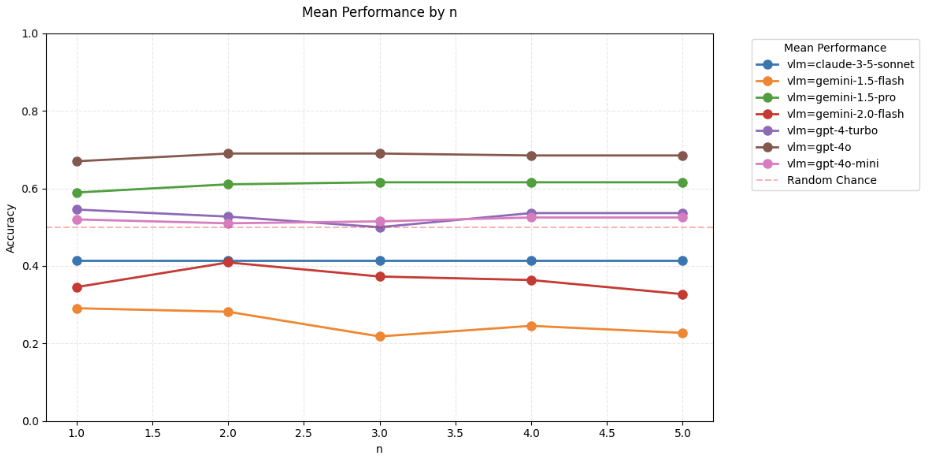 Mean Performance by n
Accuracy
1.0
0.8
0.6
0.4
0.2
0.0
1.0 1.5 2.0 2.5 3.0 3.5 4.0 4.5 5.0
n
Mean Performance
vlm=claude-3-5-sonnet
vlm=gemini-1.5-flash
vlm=gemini-1.5-pro
vlm=gemini-2.0-flash
vlm=gpt-4-turbo
vlm=gpt-4o
vlm=gpt-4o-mini
Random Chance